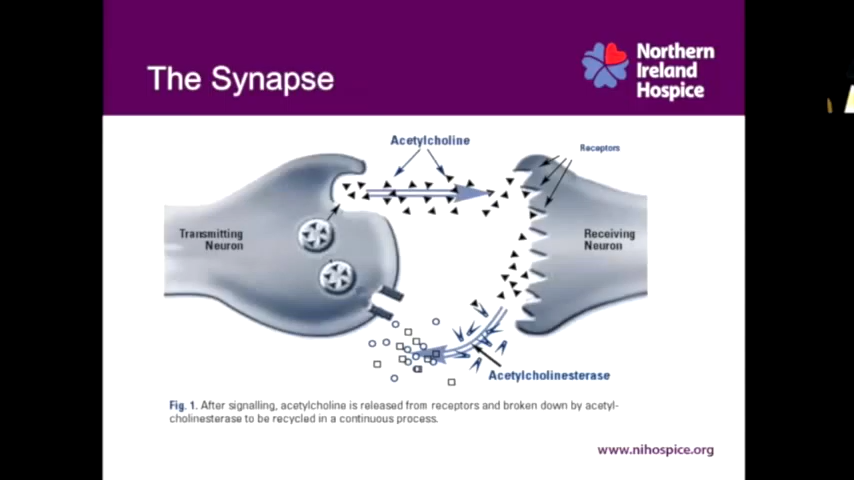 The Synapse
Northern
Ireland
Hospice
Acetylcholine
Receptors
Transmitting
Neuron
Receiving
Neuron
Acetylcholinesterase
Fig. 1. After signalling, acetylcholine is released from receptors and broken down by acetyl-
cholinesterase to be recycled in a continuous process.
www.nihospice.org